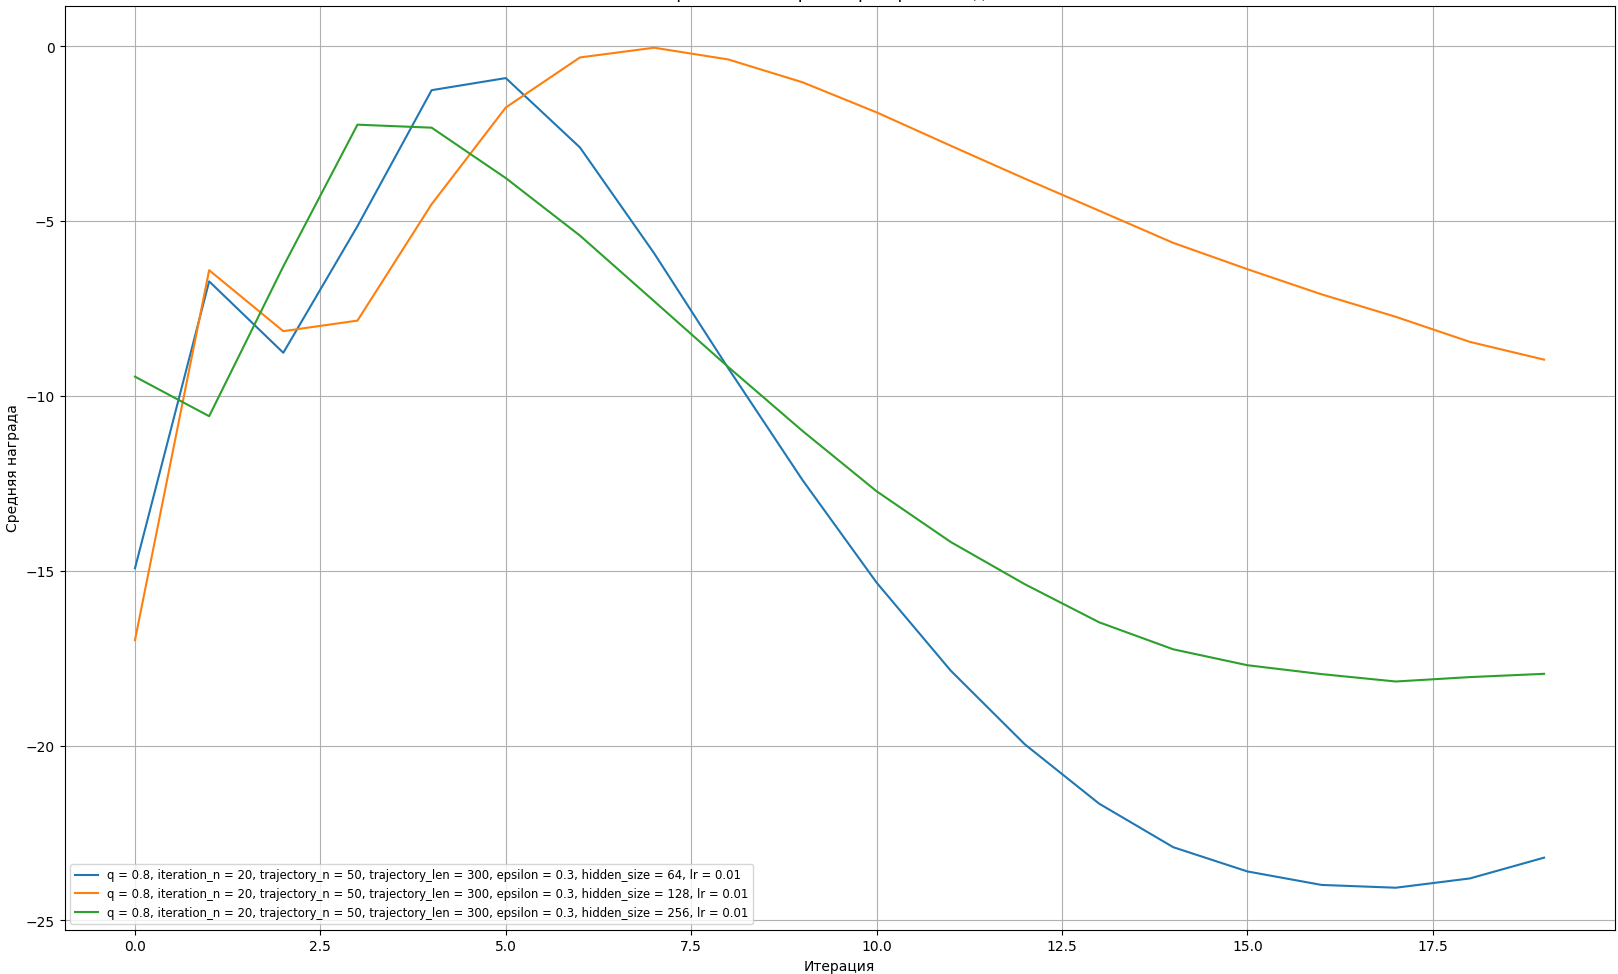 0
−5
−10
−15
−20
−25
Средняя награда
q = 0.8, iteration_n = 20, trajectory_n = 50, trajectory_len = 300, epsilon = 0.3, hidden_size = 64, lr = 0.01
q = 0.8, iteration_n = 20, trajectory_n = 50, trajectory_len = 300, epsilon = 0.3, hidden_size = 128, lr = 0.01
q = 0.8, iteration_n = 20, trajectory_n = 50, trajectory_len = 300, epsilon = 0.3, hidden_size = 256, lr = 0.01
0.0 2.5 5.0 7.5 10.0 12.5 15.0 17.5
Итерация